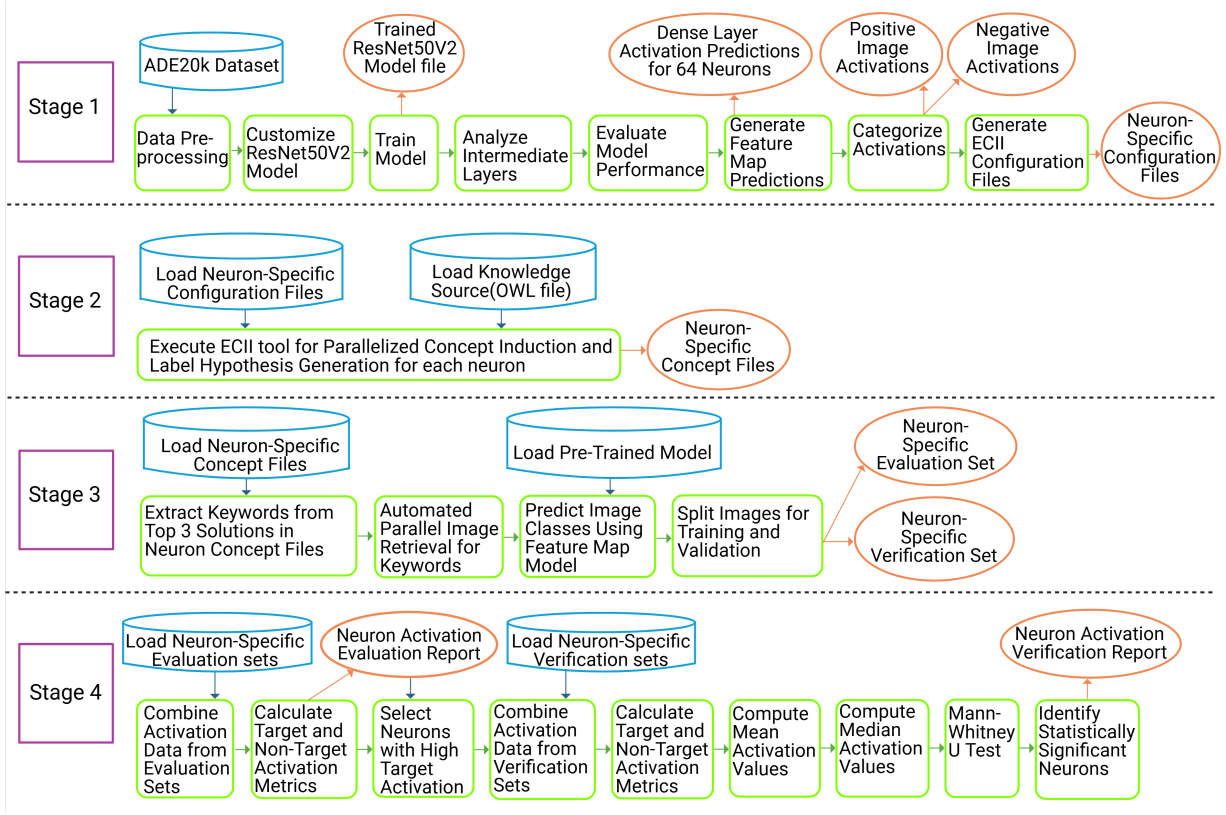 Stage 1
ADE20k Dataset
Trained
ResNet50V2
Model file
Dense Layer
Activation Predictions
for 64 Neurons
Positive
Image
Activations
Negative
Image
Activations
Data Pre-
processing
Customize
ResNet50V2
Model
Train
Model
Analyze
Intermediate
Layers
Evaluate
Model
Performance
Generate
Feature
Map
Predictions
Categorize
Activations
Generate
ECII
Configuration
Files
Neuron-
Specific
Configuration
Files
Stage 2
Load Neuron-Specific
Configuration Files
Load Knowledge
Source(OWL file)
Execute ECII tool for Parallelized Concept Induction and
Label Hypothesis Generation for each neuron
Neuron-
Specific
Concept Files
Stage 3
Load Neuron-Specific
Concept Files
Load Pre-Trained Model
Extract Keywords from
Top 3 Solutions in
Neuron Concept Files
Automated
Parallel Image
Retrieval for
Keywords
Predict Image
Classes Using
Feature Map
Model
Split Images for
Training and
Validation
Neuron-
Specific
Evaluation Set
Neuron-
Specific
Verification Set
Stage 4
Load Neuron-Specific
Evaluation sets
Neuron Activation
Evaluation Report
Load Neuron-Specific
Verification sets
Neuron Activation
Verification Report
Combine
Activation
Data from
Evaluation
Sets
Calculate
Target and
Non-Target
Activation
Metrics
Select
Neurons
with High
Target
Activation
Combine
Activation
Data from
Verification
Sets
Calculate
Target and
Non-Target
Activation
Metrics
Compute
Mean
Activation
Values
Compute
Median
Activation
Values
Mann-
Whitney
U Test
Identify
Statistically
Significant
Neurons